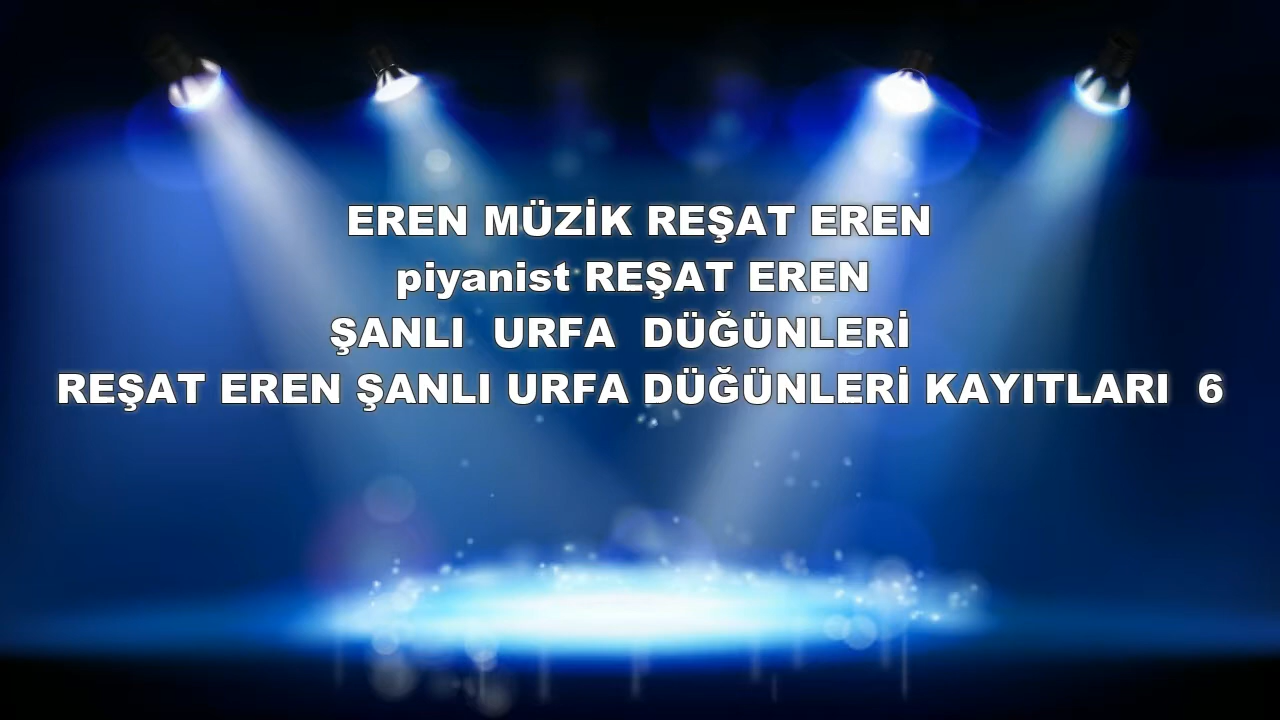 EREN MÜZİK REŞAT EREN
piyanist REŞAT EREN
ŞANLI URFA DÜĞÜNLERİ
REŞAT EREN ŞANLI URFA DÜĞÜNLERİ KAYITLARI 6